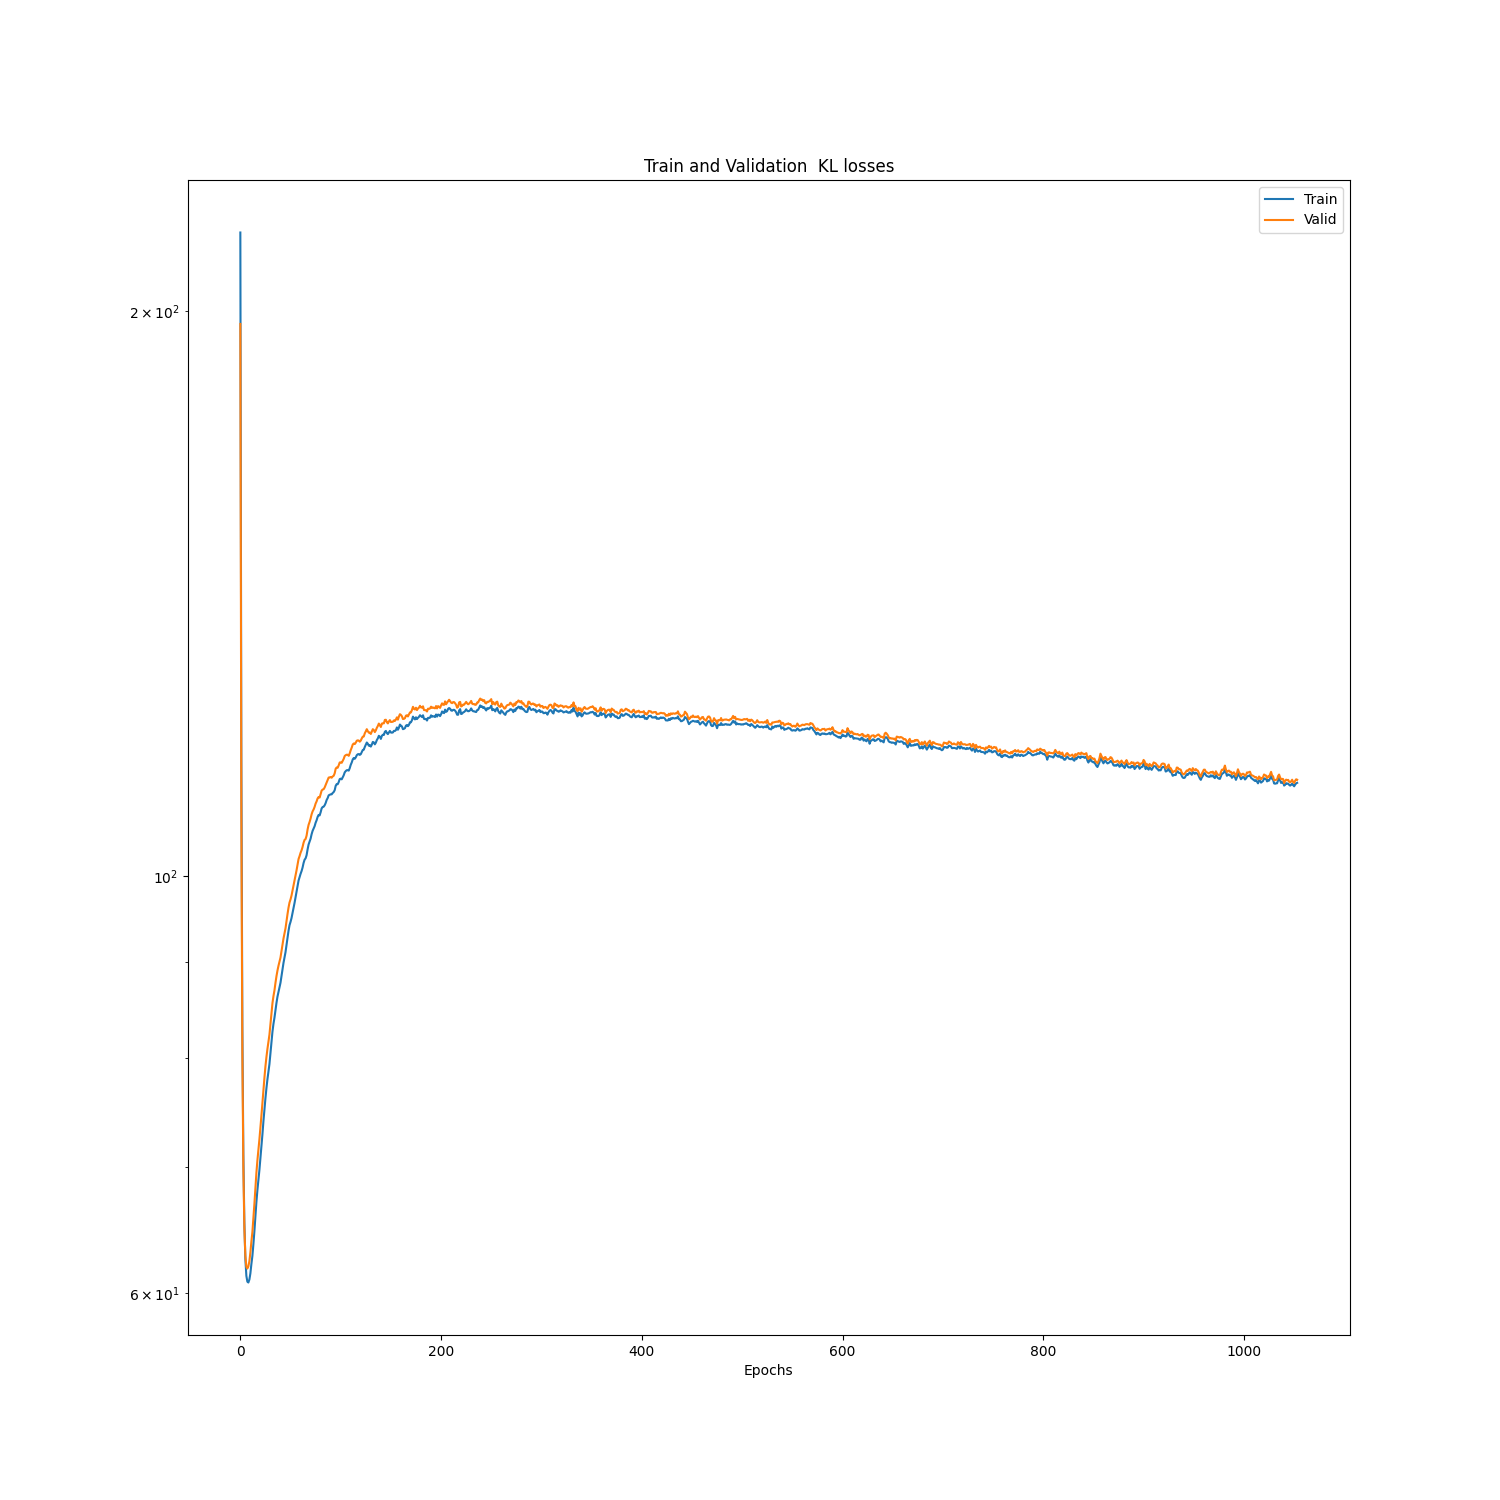 Train and Validation  KL losses
Train
Valid
2 × 10²
10²
6 × 10¹
0 200 400 600 800 1000
Epochs